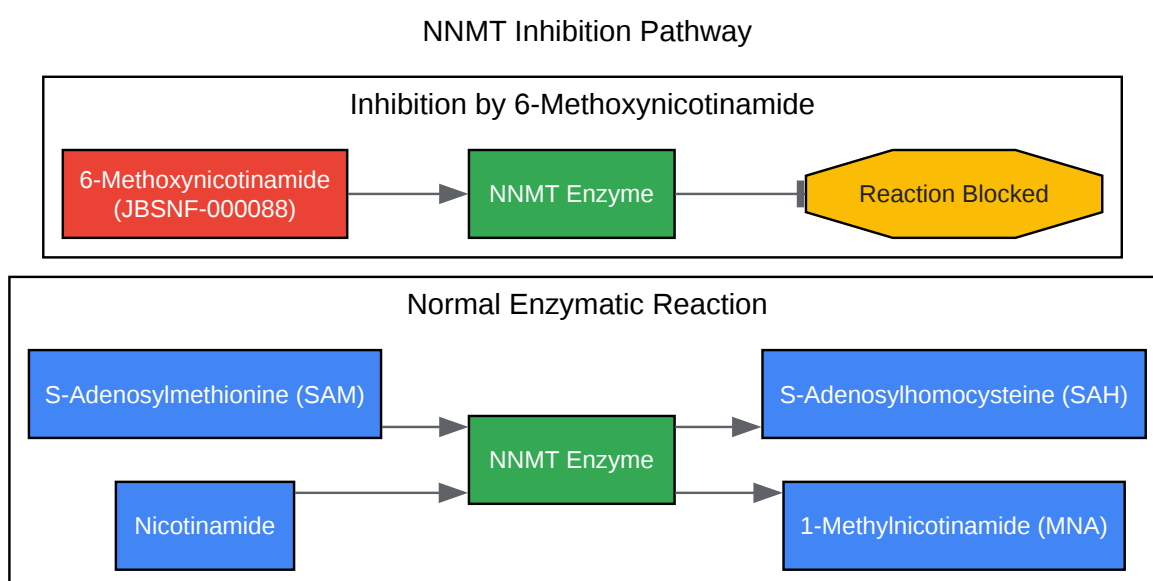 NNMT Inhibition Pathway
Inhibition by 6-Methoxynicotinamide
6-Methoxynicotinamide
(JBSNF-000088)
NNMT Enzyme
Reaction Blocked
Normal Enzymatic Reaction
S-Adenosylmethionine (SAM)
S-Adenosylhomocysteine (SAH)
NNMT Enzyme
Nicotinamide
1-Methylnicotinamide (MNA)